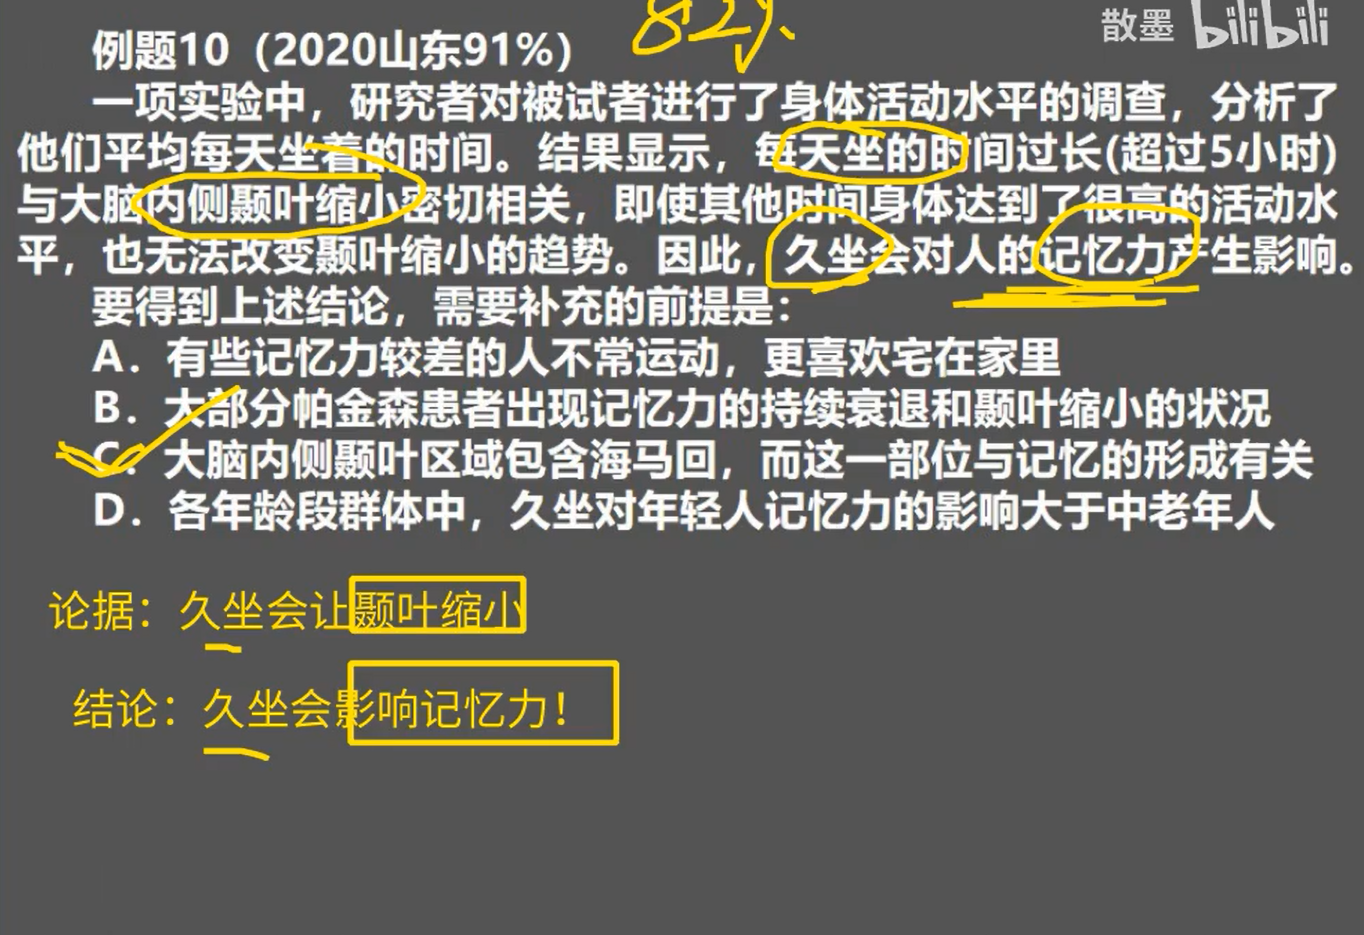 82%
散墨 bilibili
例题10（2020山东91%）
一项实验中，研究者对被试者进行了身体活动水平的调查，分析了
他们平均每天坐着的时间。结果显示，每天坐的时间过长(超过5小时)
与大脑内侧颞叶缩小密切相关，即使其他时间身体达到了很高的活动水
平，也无法改变颞叶缩小的趋势。因此，久坐会对人的记忆力产生影响。
要得到上述结论，需要补充的前提是：
A．有些记忆力较差的人不常运动，更喜欢宅在家里
B．大部分帕金森患者出现记忆力的持续衰退和颞叶缩小的状况
C．大脑内侧颞叶区域包含海马回，而这一部位与记忆的形成有关
D．各年龄段群体中，久坐对年轻人记忆力的影响大于中老年人
论据：久坐会让颞叶缩小
结论：久坐会影响记忆力！